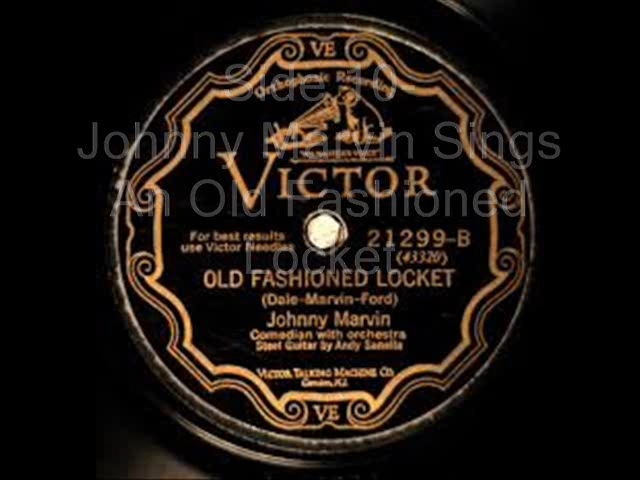 VE
Orthophonic Recording
Side 10
Johnny Marvin Sings
An Old Fashioned
Locket
VICTOR
For best results
use Victor Needles
21299-B
(43320)
OLD FASHIONED LOCKET
(Dale-Marvin-Ford)
Johnny Marvin
Comedian with orchestra
Steel Guitar by Andy Sanella
VICTOR TALKING MACHINE CO.
Camden, N.J.
VE